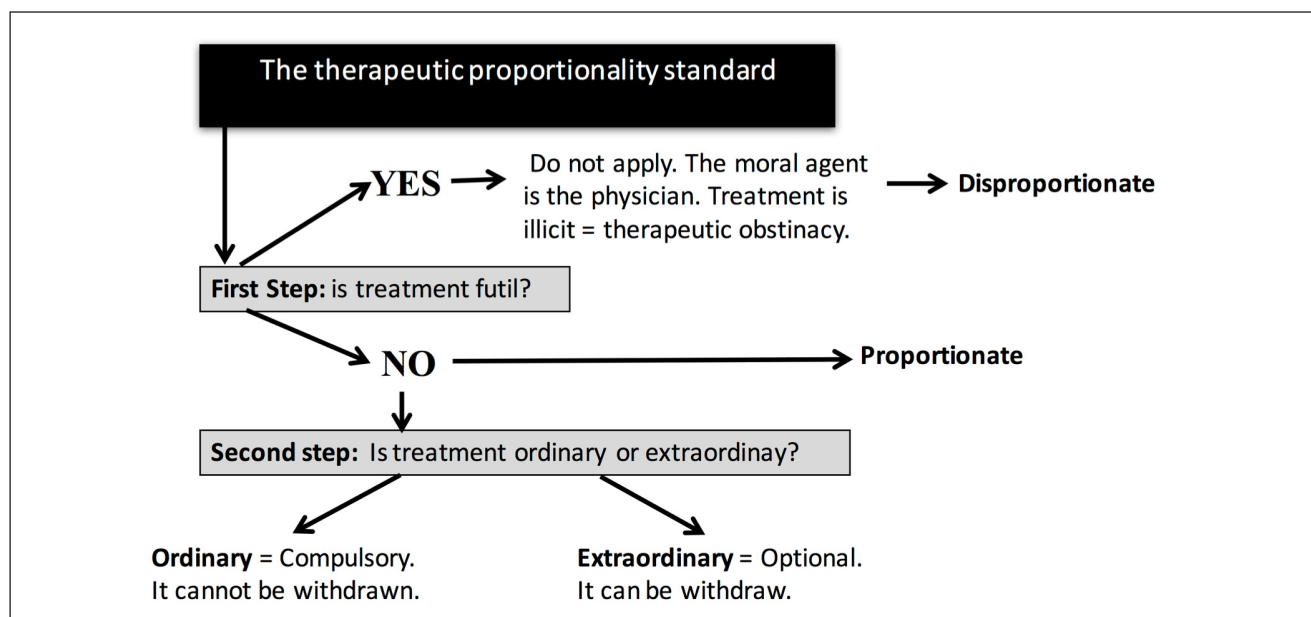 The therapeutic proportionality standard
YES
Do not apply. The moral agent
is the physician. Treatment is
illicit = therapeutic obstinacy.
Disproportionate
First Step: is treatment futil?
NO
Proportionate
Second step: Is treatment ordinary or extraordinay?
Ordinary = Compulsory.
It cannot be withdrawn.
Extraordinary = Optional.
It can be withdraw.